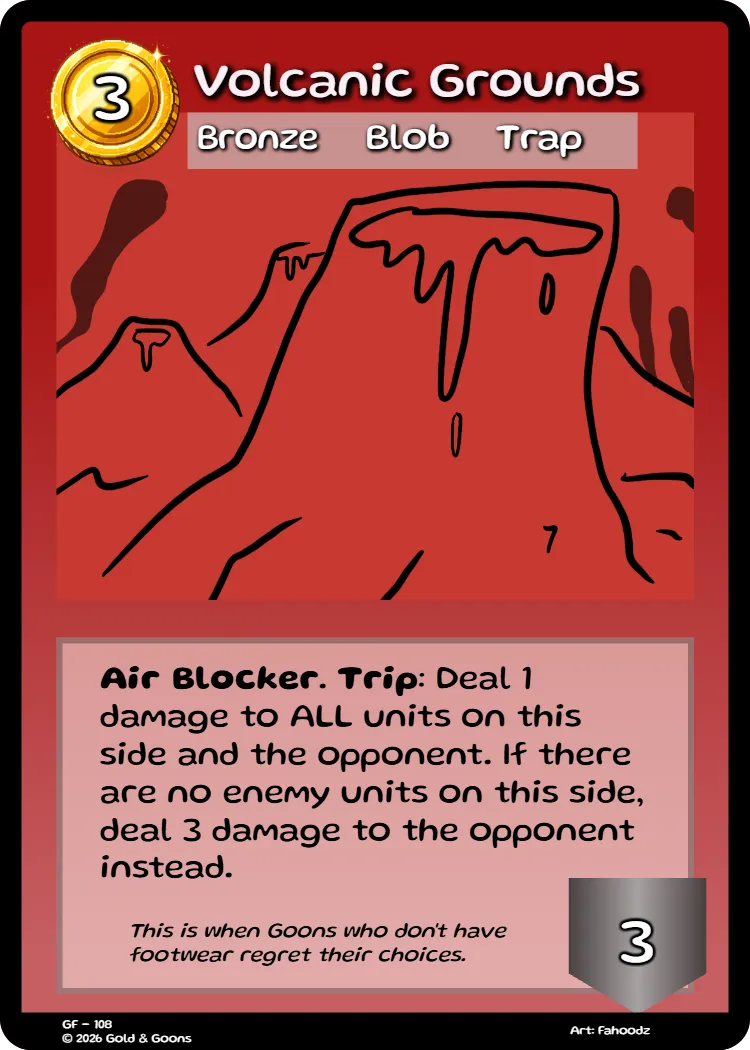 3
Volcanic Grounds
Bronze Blob Trap
Air Blocker. Trip: Deal 1
damage to ALL units on this
side and the opponent. If there
are no enemy units on this side,
deal 3 damage to the opponent
instead.
This is when Goons who don't have
footwear regret their choices.
3
GF - 108
© 2026 Gold & Goons
Art: Fahoodz